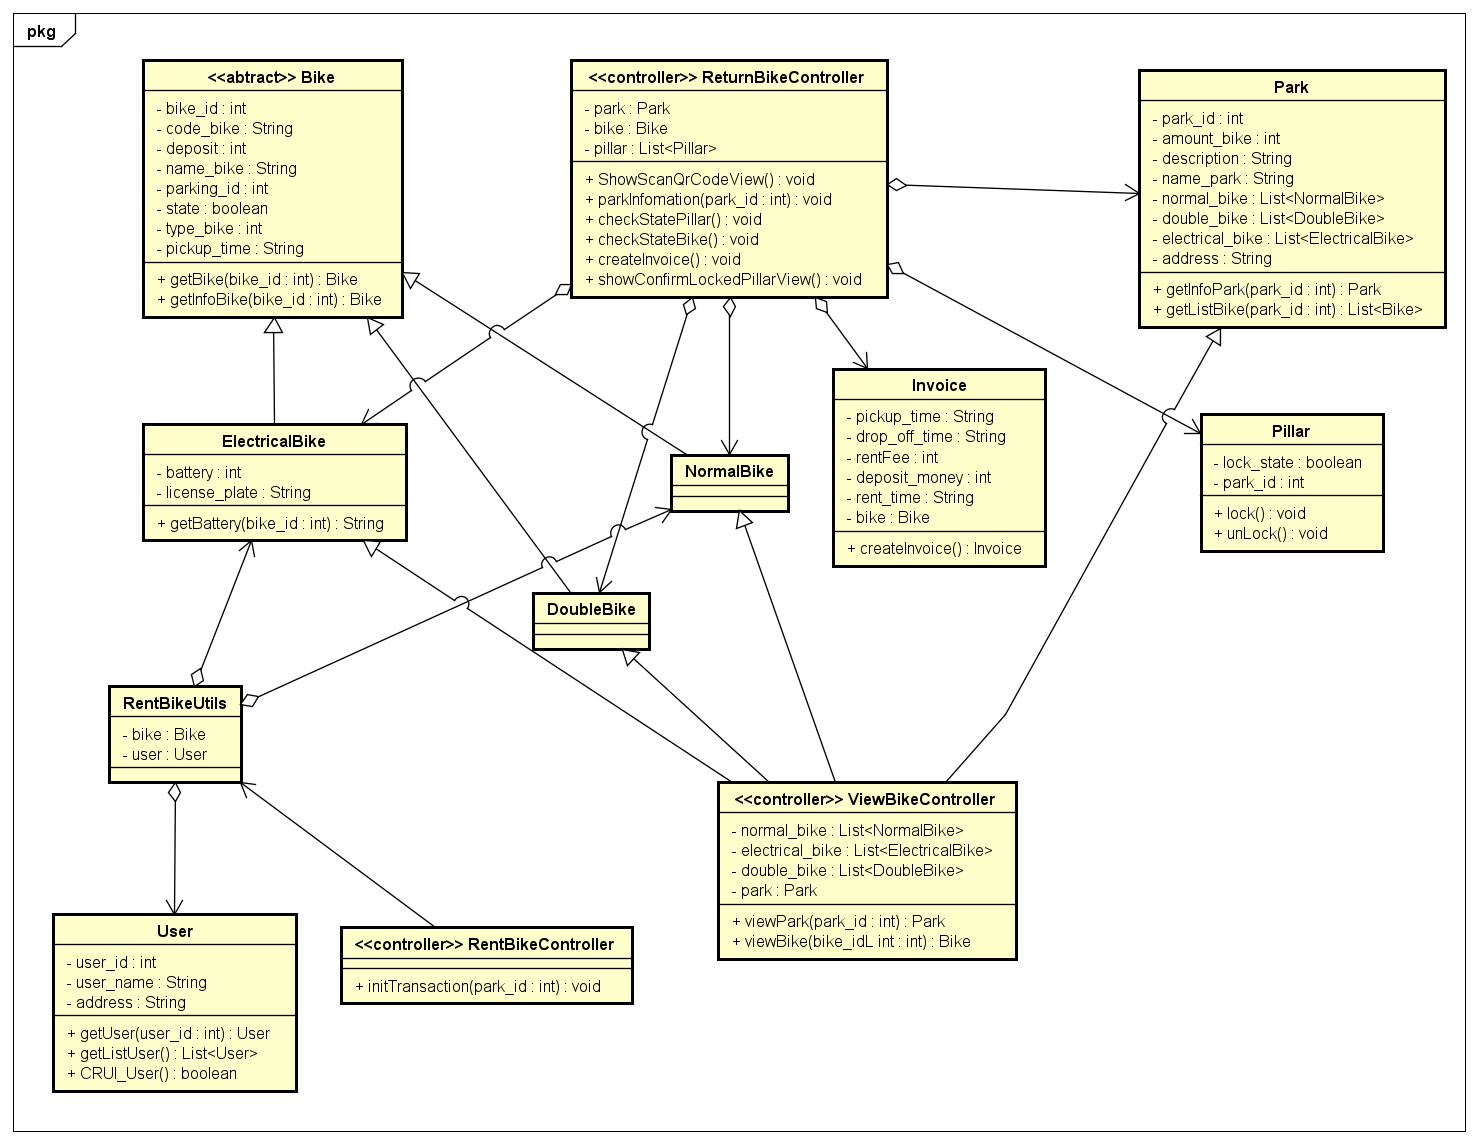 pkg
<<abtract>> Bike
- bike_id : int
- code_bike : String
- deposit : int
- name_bike : String
- parking_id : int
- state : boolean
- type_bike : int
- pickup_time : String
+ getBike(bike_id : int) : Bike
+ getInfoBike(bike_id : int) : Bike
<<controller>> ReturnBikeController
- park : Park
- bike : Bike
- pillar : List<Pillar>
+ ShowScanQrCodeView() : void
+ parkInfomation(park_id : int) : void
+ checkStatePillar() : void
+ checkStateBike() : void
+ createInvoice() : void
+ showConfirmLockedPillarView() : void
Park
- park_id : int
- amount_bike : int
- description : String
- name_park : String
- normal_bike : List<NormalBike>
- double_bike : List<DoubleBike>
- electrical_bike : List<ElectricalBike>
- address : String
+ getInfoPark(park_id : int) : Park
+ getListBike(park_id : int) : List<Bike>
ElectricalBike
- battery : int
- license_plate : String
+ getBattery(bike_id : int) : String
NormalBike
Invoice
- pickup_time : String
- drop_off_time : String
- rentFee : int
- deposit_money : int
- rent_time : String
- bike : Bike
+ createInvoice() : Invoice
Pillar
- lock_state : boolean
- park_id : int
+ lock() : void
+ unLock() : void
DoubleBike
RentBikeUtils
- bike : Bike
- user : User
<<controller>> ViewBikeController
- normal_bike : List<NormalBike>
- electrical_bike : List<ElectricalBike>
- double_bike : List<DoubleBike>
- park : Park
+ viewPark(park_id : int) : Park
+ viewBike(bike_idL int : int) : Bike
User
- user_id : int
- user_name : String
- address : String
+ getUser(user_id : int) : User
+ getListUser() : List<User>
+ CRUI_User() : boolean
<<controller>> RentBikeController
+ initTransaction(park_id : int) : void